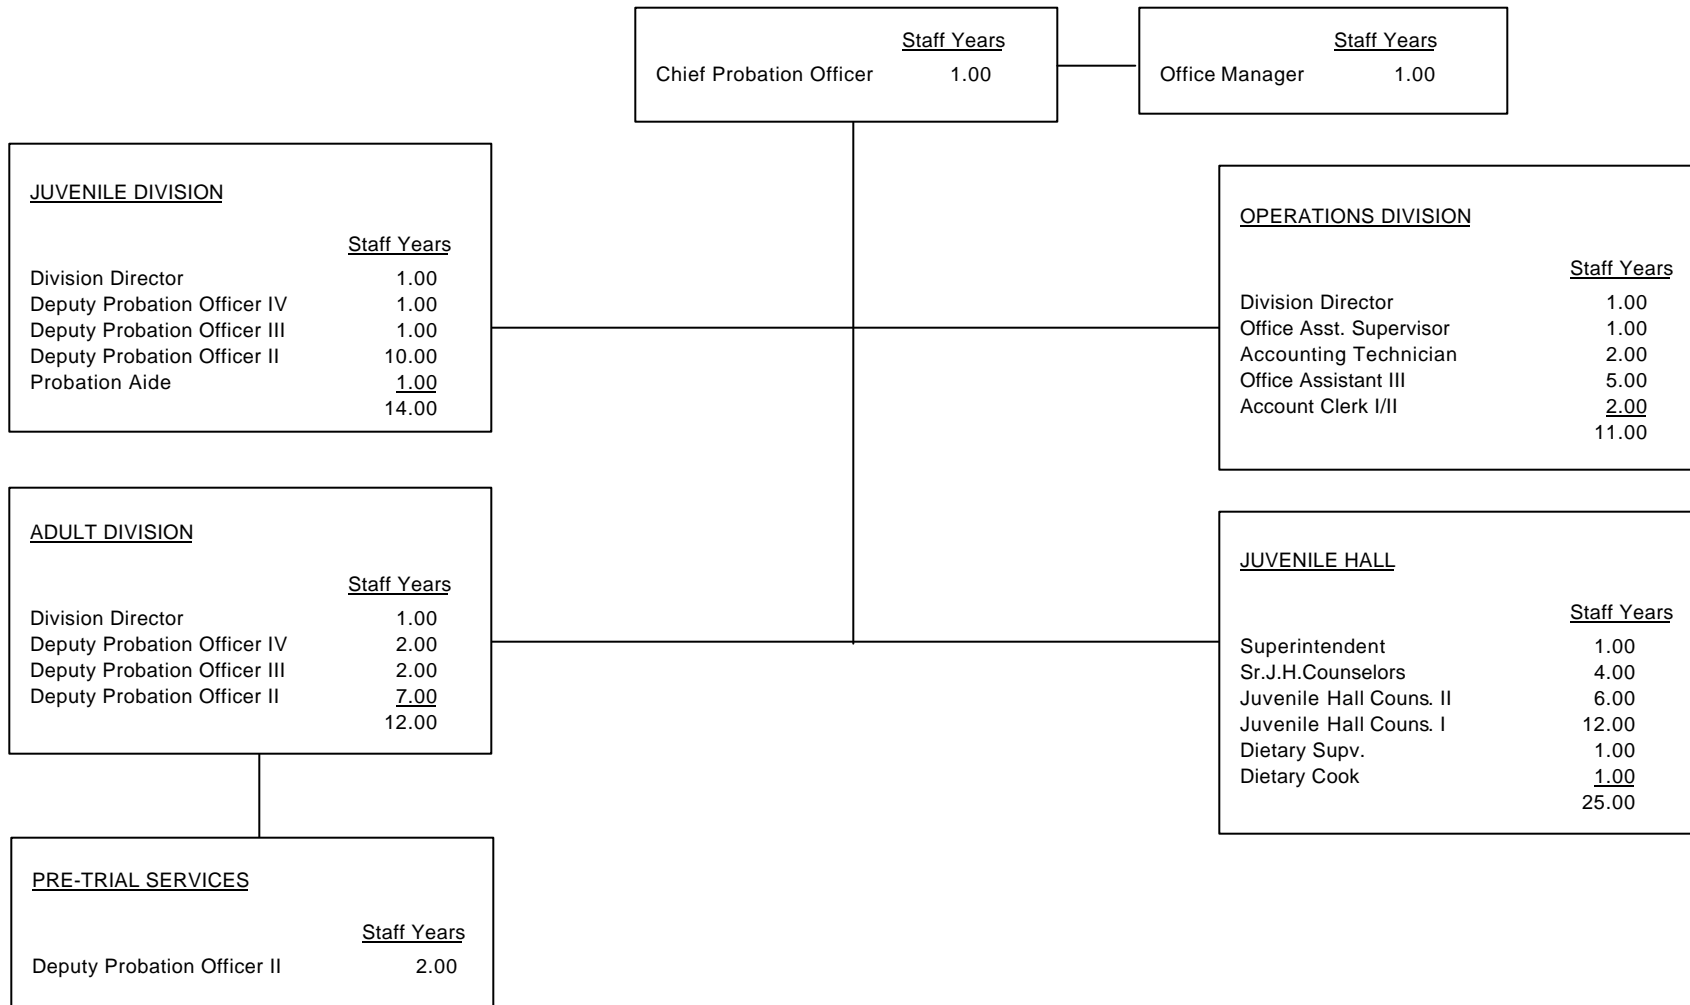 Staff Years
Chief Probation Officer 1.00
Staff Years
Office Manager 1.00
JUVENILE DIVISION
Staff Years
Division Director 1.00
Deputy Probation Officer IV 1.00
Deputy Probation Officer III 1.00
Deputy Probation Officer II 10.00
Probation Aide 1.00
14.00
OPERATIONS DIVISION
Staff Years
Division Director 1.00
Office Asst. Supervisor 1.00
Accounting Technician 2.00
Office Assistant III 5.00
Account Clerk I/II 2.00
11.00
ADULT DIVISION
Staff Years
Division Director 1.00
Deputy Probation Officer IV 2.00
Deputy Probation Officer III 2.00
Deputy Probation Officer II 7.00
12.00
JUVENILE HALL
Staff Years
Superintendent 1.00
Sr.J.H.Counselors 4.00
Juvenile Hall Couns. II 6.00
Juvenile Hall Couns. I 12.00
Dietary Supv. 1.00
Dietary Cook 1.00
25.00
PRE-TRIAL SERVICES
Staff Years
Deputy Probation Officer II 2.00